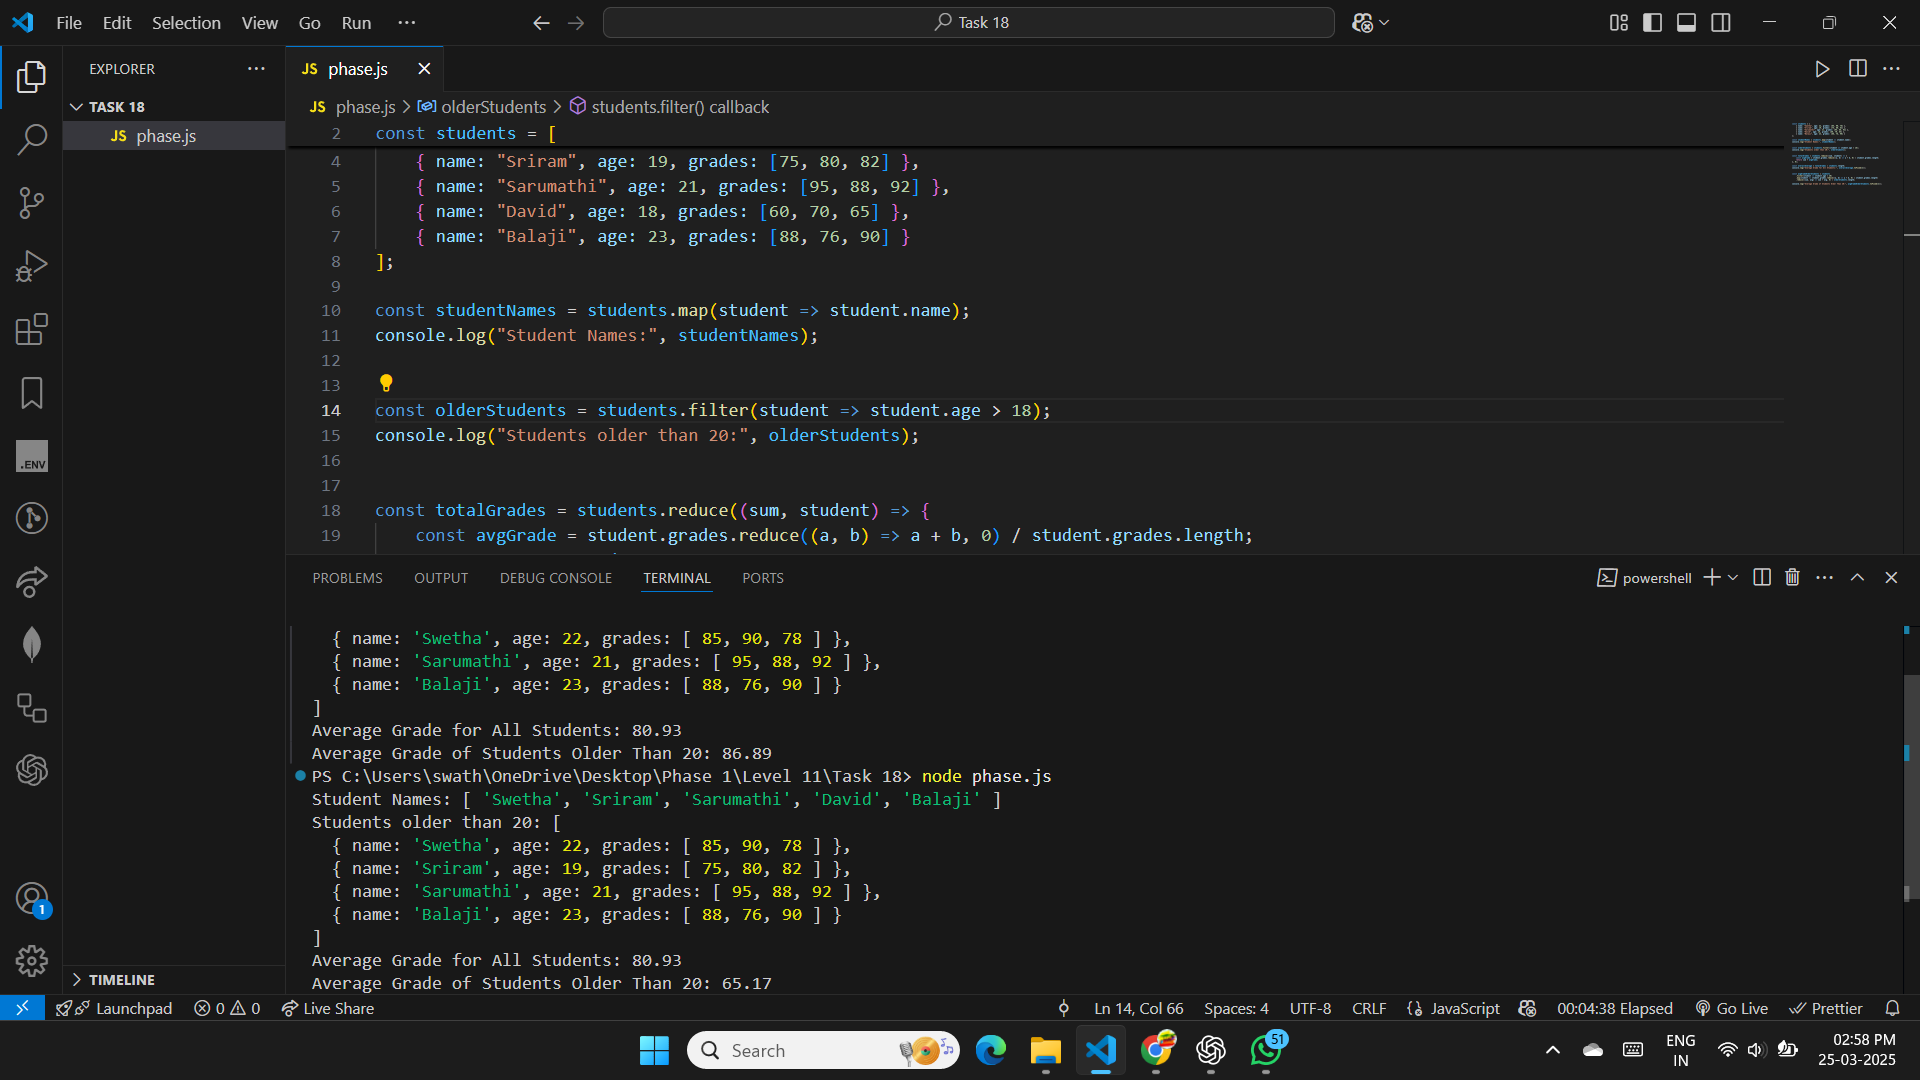 File Edit Selection View Go Run ··· Task 18
EXPLORER ···
TASK 18
JS phase.js
JS phase.js
JS phase.js > olderStudents > students.filter() callback
2 const students = [
4 { name: "Sriram", age: 19, grades: [75, 80, 82] },
5 { name: "Sarumathi", age: 21, grades: [95, 88, 92] },
6 { name: "David", age: 18, grades: [60, 70, 65] },
7 { name: "Balaji", age: 23, grades: [88, 76, 90] }
8 ];
9
10 const studentNames = students.map(student => student.name);
11 console.log("Student Names:", studentNames);
12
13
14 const olderStudents = students.filter(student => student.age > 18);
15 console.log("Students older than 20:", olderStudents);
16
17
18 const totalGrades = students.reduce((sum, student) => {
19 const avgGrade = student.grades.reduce((a, b) => a + b, 0) / student.grades.length;
.ENV
PROBLEMS OUTPUT DEBUG CONSOLE TERMINAL PORTS powershell
{ name: 'Swetha', age: 22, grades: [ 85, 90, 78 ] },
{ name: 'Sarumathi', age: 21, grades: [ 95, 88, 92 ] },
{ name: 'Balaji', age: 23, grades: [ 88, 76, 90 ] }
]
Average Grade for All Students: 80.93
Average Grade of Students Older Than 20: 86.89
PS C:\Users\swath\OneDrive\Desktop\Phase 1\Level 11\Task 18> node phase.js
Student Names: [ 'Swetha', 'Sriram', 'Sarumathi', 'David', 'Balaji' ]
Students older than 20: [
{ name: 'Swetha', age: 22, grades: [ 85, 90, 78 ] },
{ name: 'Sriram', age: 19, grades: [ 75, 80, 82 ] },
{ name: 'Sarumathi', age: 21, grades: [ 95, 88, 92 ] },
{ name: 'Balaji', age: 23, grades: [ 88, 76, 90 ] }
]
Average Grade for All Students: 80.93
Average Grade of Students Older Than 20: 65.17
1
TIMELINE
Launchpad 0 0 Live Share Ln 14, Col 66 Spaces: 4 UTF-8 CRLF {} JavaScript 00:04:38 Elapsed Go Live Prettier
Search 51 ENG IN 02:58 PM
25-03-2025